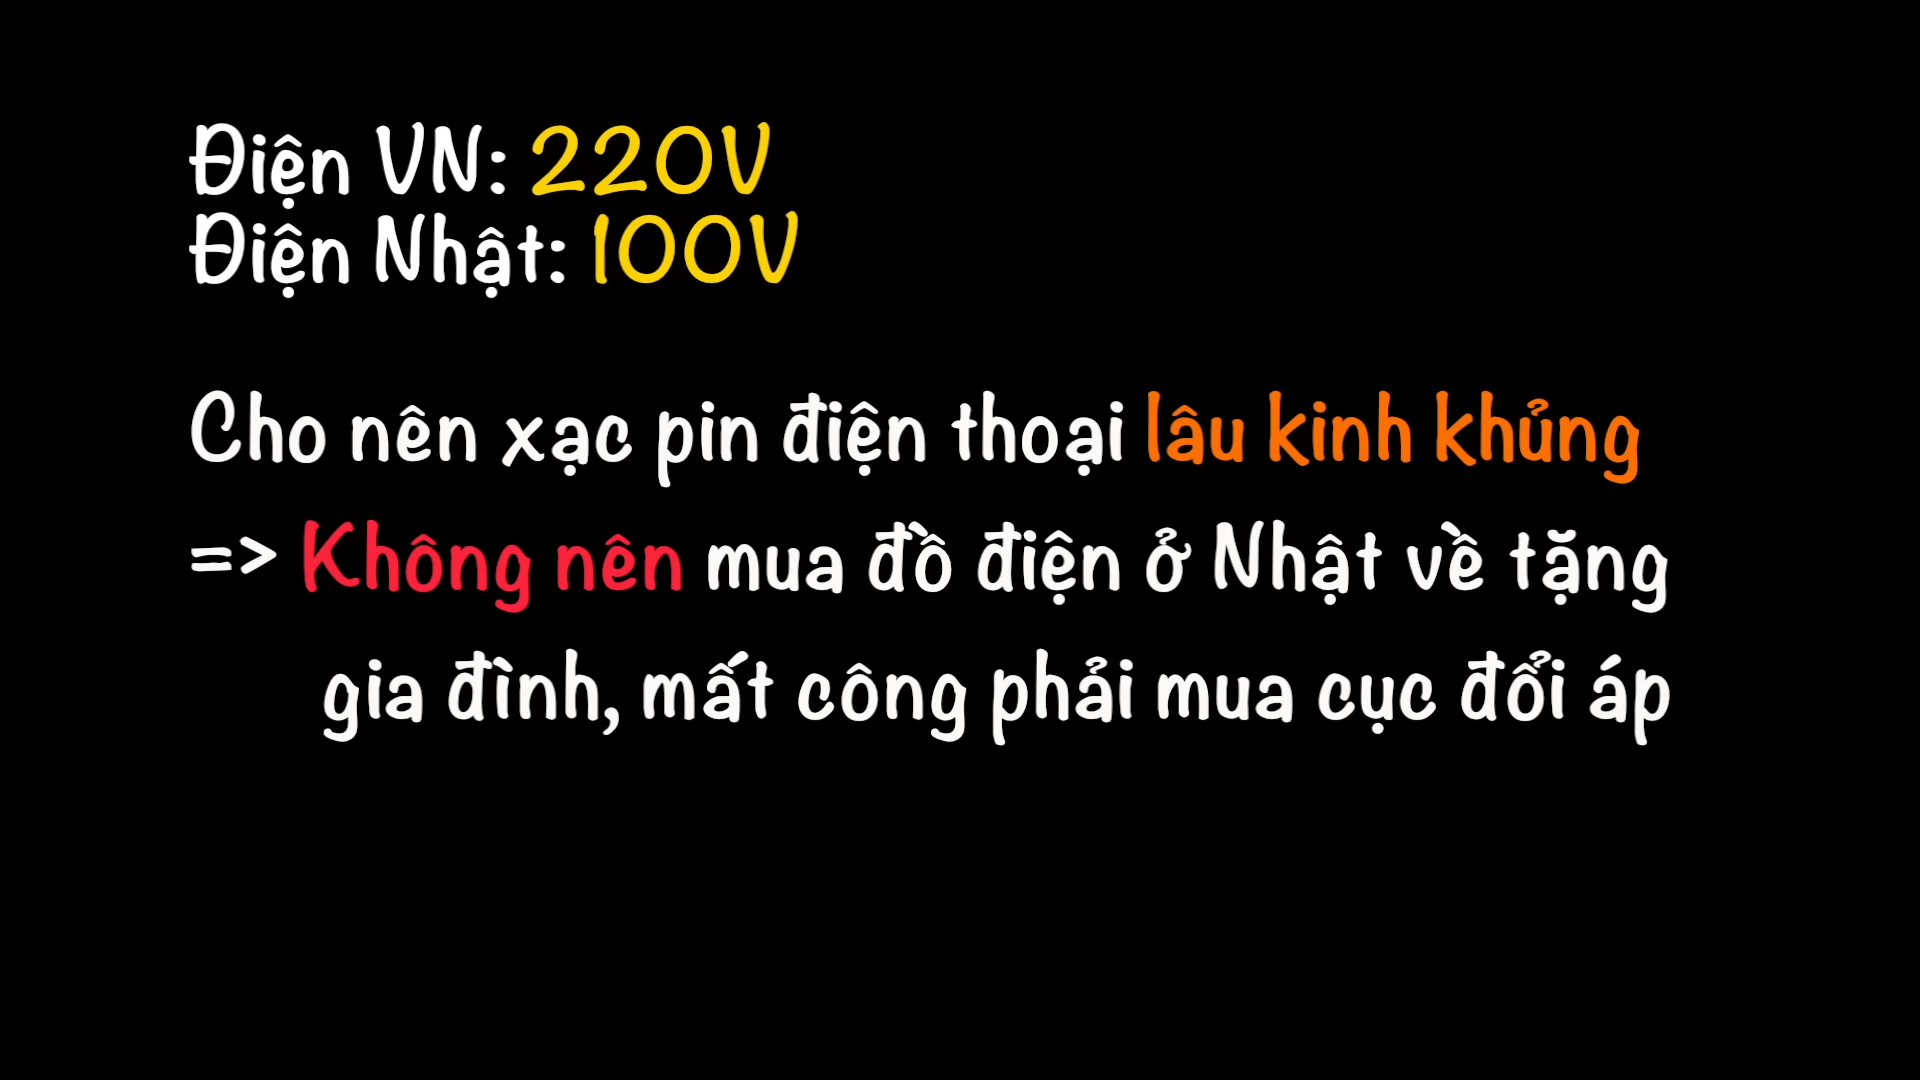 Điện VN: 220V
Điện Nhật: 100V
Cho nên xạc pin điện thoại lâu kinh khủng
=> Không nên mua đồ điện ở Nhật về tặng
gia đình, mất công phải mua cục đổi áp